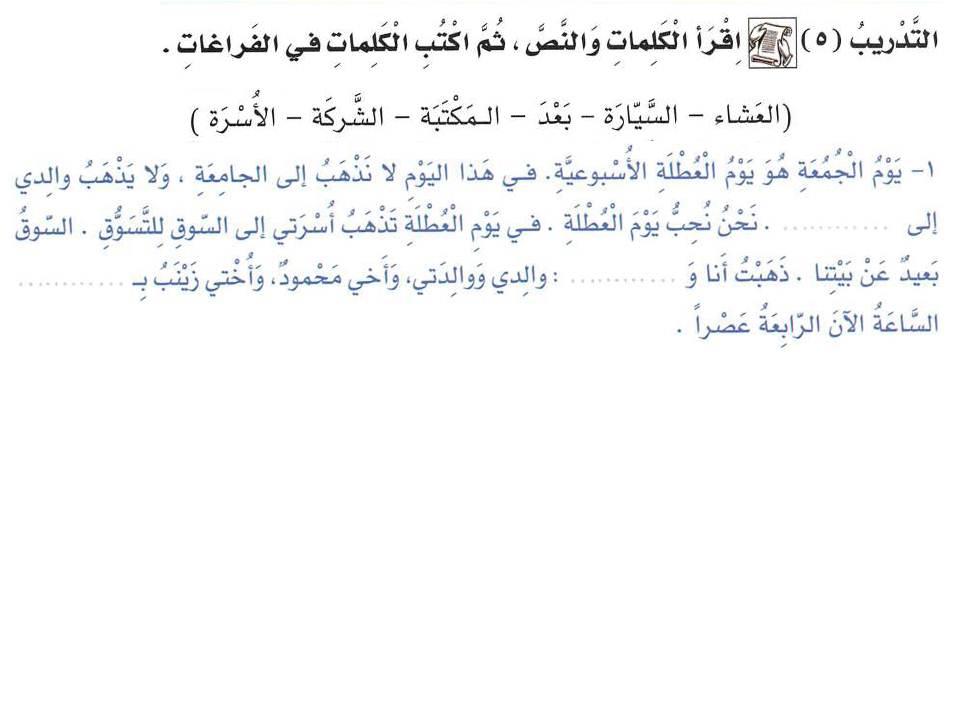 التَّدْريبُ (٥) اِقْرَأ الْكَلِماتِ وَالنَّصَّ ، ثُمَّ اكْتُبِ الْكَلِماتِ في الفَراغاتِ .
(العَشاء - السَّيّارَة - بَعْدَ - المَكْتَبَة - الشَّركَة - الأُسْرَة )
١- يَوْمُ الْجُمُعَةِ هُوَ يَوْمُ الْعُطْلَةِ الأُسْبوعيَّةِ. في هَذا اليَوْمِ لا نَذْهَبُ إلى الجامِعَةِ ، وَلا يَذْهَبُ والِدي
إلى ............ . نَحْنُ نُحِبُّ يَوْمَ الْعُطْلَةِ . في يَوْمِ الْعُطْلَةِ تَذْهَبُ أُسْرَتي إلى السّوقِ لِلتَّسَوُّقِ . السّوقُ
بَعيدٌ عَنْ بَيْتِنا . ذَهَبْتُ أَنا وَ ............ : والِدي وَوالِدَتي، وَأَخي مَحْمودٌ، وَأُخْتي زَيْنَبُ بِـ ............
السَّاعَةُ الآنَ الرّابِعَةُ عَصْراً .